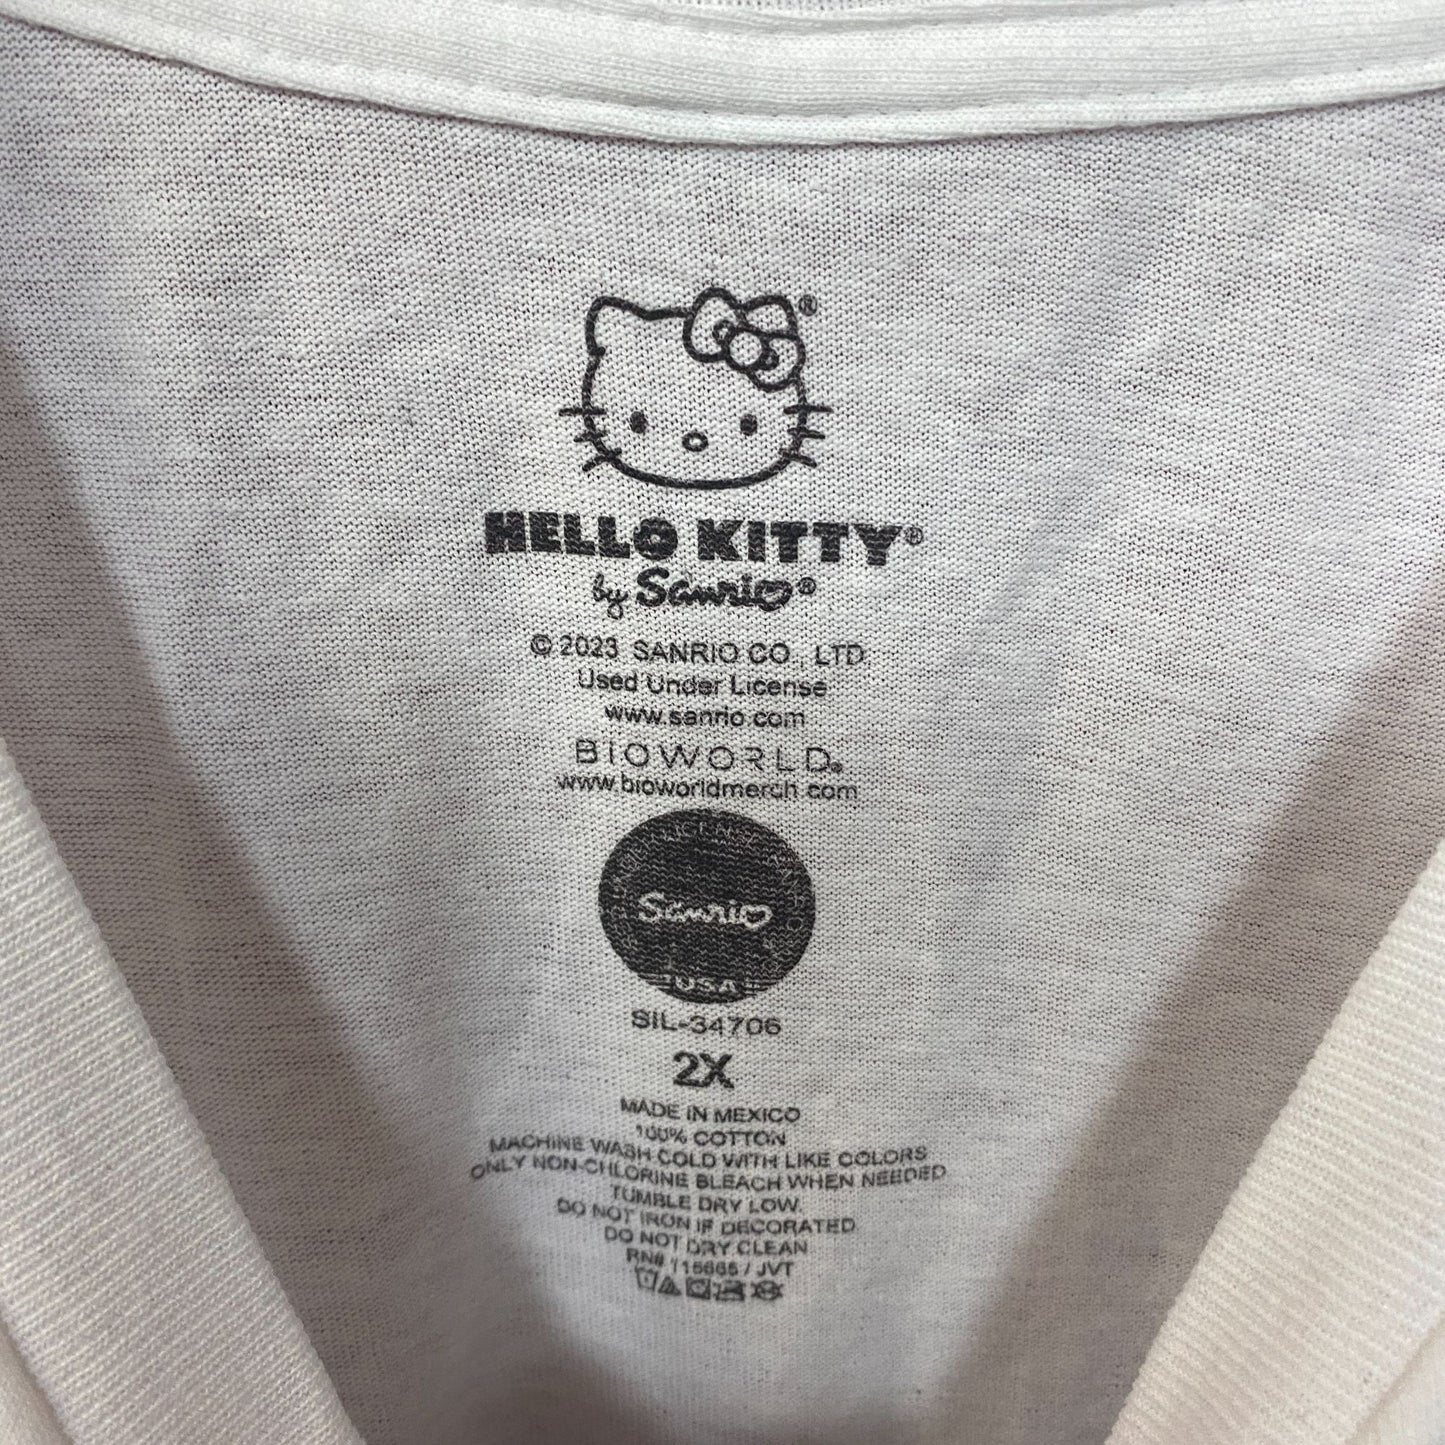 ®
HELLO KITTY®
by Sanrio®
© 2023 SANRIO CO., LTD.
Used Under License
www.sanrio.com
BIOWORLD®
www.bioworldmerch.com
Sanrio
USA
SIL-34706
2X
MADE IN MEXICO
100% COTTON
MACHINE WASH COLD WITH LIKE COLORS
ONLY NON-CHLORINE BLEACH WHEN NEEDED
TUMBLE DRY LOW.
DO NOT IRON IF DECORATED
DO NOT DRY CLEAN
RN# 115665 / JVT